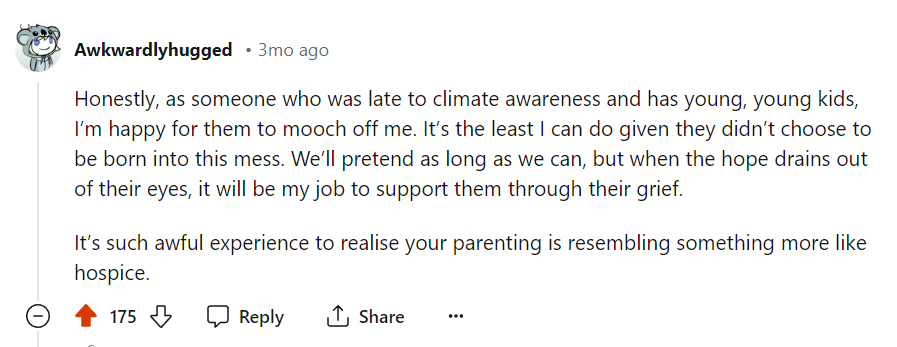 Awkwardlyhugged • 3mo ago
Honestly, as someone who was late to climate awareness and has young, young kids,
I'm happy for them to mooch off me. It's the least I can do given they didn't choose to
be born into this mess. We'll pretend as long as we can, but when the hope drains out
of their eyes, it will be my job to support them through their grief.
It's such awful experience to realise your parenting is resembling something more like
hospice.
175 Reply Share ...